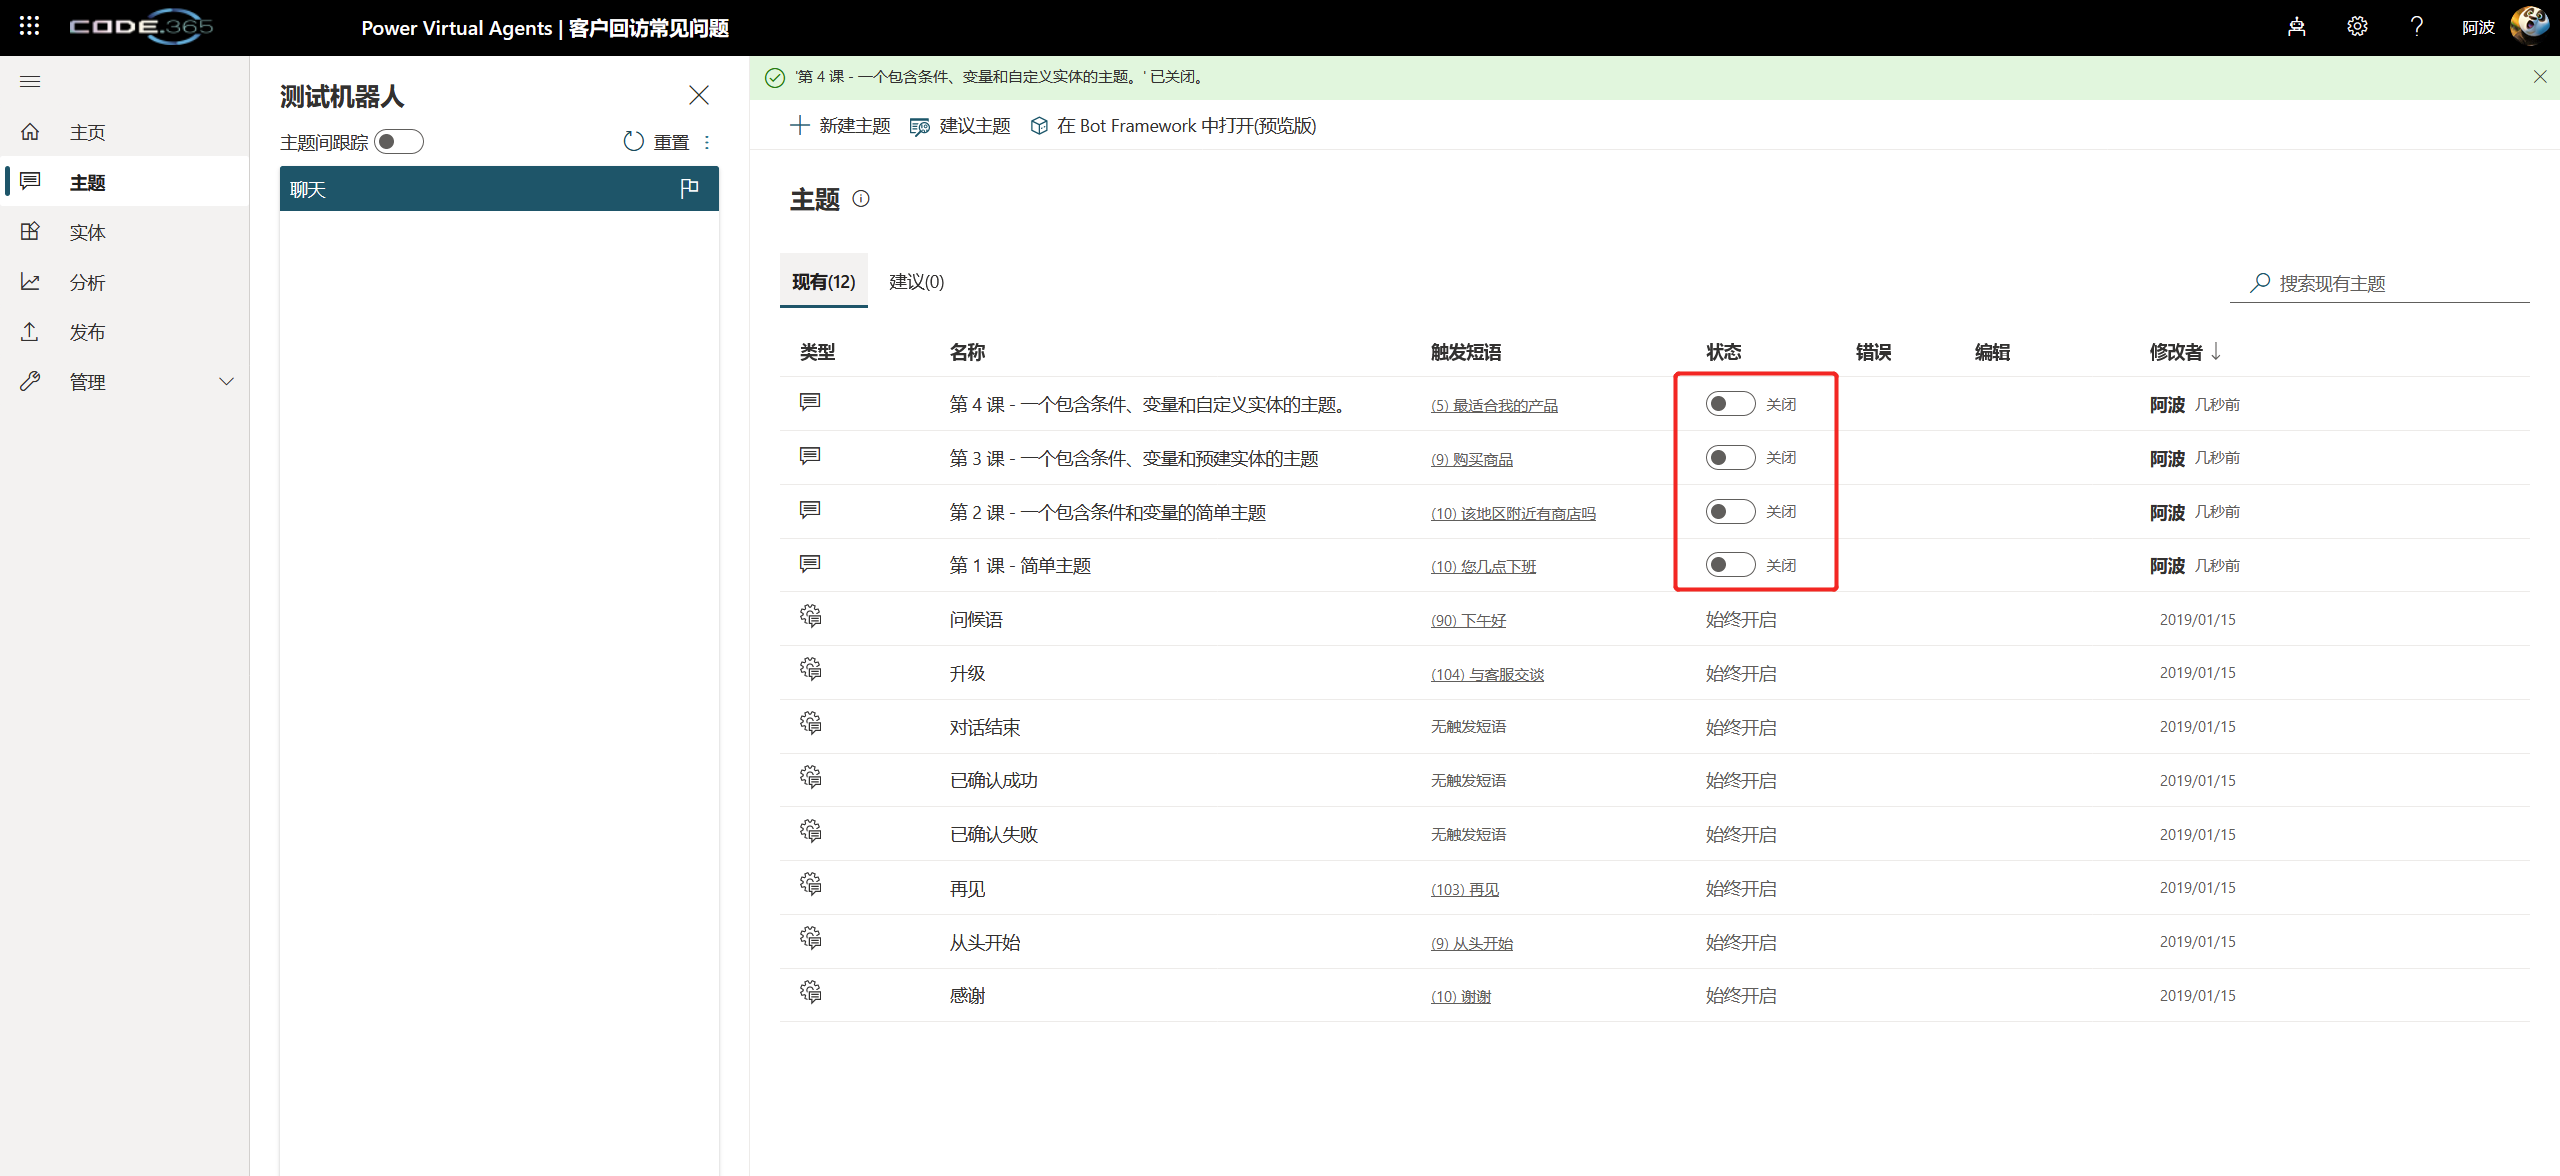 CODE.365
Power Virtual Agents | 客户回访常见问题
阿波
主页
主题
实体
分析
发布
管理
测试机器人
主题间跟踪
重置
聊天
'第 4 课 - 一个包含条件、变量和自定义实体的主题。' 已关闭。
新建主题 建议主题 在 Bot Framework 中打开(预览版)
主题
现有(12) 建议(0)
搜索现有主题
类型 名称 触发短语 状态 错误 编辑 修改者
第 4 课 - 一个包含条件、变量和自定义实体的主题。 (5) 最适合我的产品 关闭 阿波 几秒前
第 3 课 - 一个包含条件、变量和预建实体的主题 (9) 购买商品 关闭 阿波 几秒前
第 2 课 - 一个包含条件和变量的简单主题 (10) 该地区附近有商店吗 关闭 阿波 几秒前
第 1 课 - 简单主题 (10) 您几点下班 关闭 阿波 几秒前
问候语 (90) 下午好 始终开启 2019/01/15
升级 (104) 与客服交谈 始终开启 2019/01/15
对话结束 无触发短语 始终开启 2019/01/15
已确认成功 无触发短语 始终开启 2019/01/15
已确认失败 无触发短语 始终开启 2019/01/15
再见 (103) 再见 始终开启 2019/01/15
从头开始 (9) 从头开始 始终开启 2019/01/15
感谢 (10) 谢谢 始终开启 2019/01/15